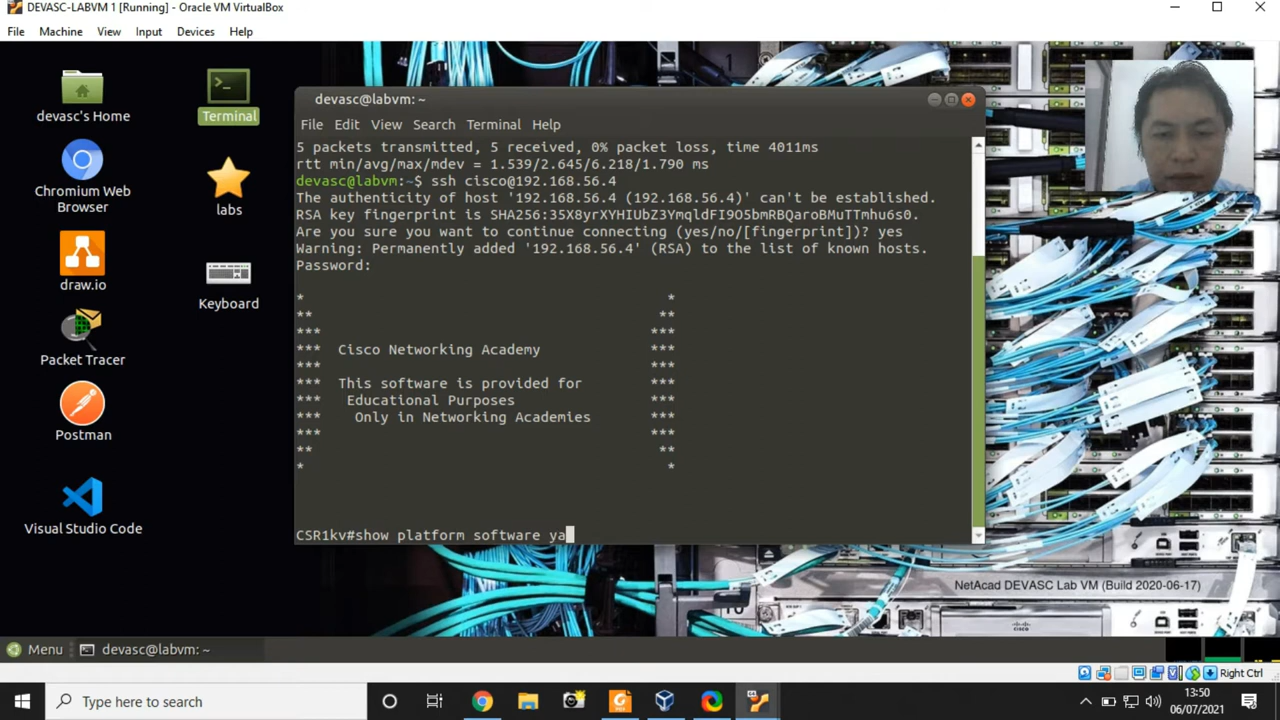 DEVASC-LABVM 1 [Running] - Oracle VM VirtualBox
File Machine View Input Devices Help
devasc's Home
Terminal
Chromium Web
Browser
labs
draw.io
Keyboard
Packet Tracer
Postman
Visual Studio Code
devasc@labvm: ~
File Edit View Search Terminal Help
5 packets transmitted, 5 received, 0% packet loss, time 4011ms
rtt min/avg/max/mdev = 1.539/2.645/6.218/1.790 ms
devasc@labvm:~$ ssh cisco@192.168.56.4
The authenticity of host '192.168.56.4 (192.168.56.4)' can't be established.
RSA key fingerprint is SHA256:35X8yrXYHIUbZ3YmqldFI9O5bmRBQaroBMuTTmhu6s0.
Are you sure you want to continue connecting (yes/no/[fingerprint])? yes
Warning: Permanently added '192.168.56.4' (RSA) to the list of known hosts.
Password:
* *
** **
*** ***
*** Cisco Networking Academy ***
*** ***
*** This software is provided for ***
*** Educational Purposes ***
*** Only in Networking Academies ***
*** ***
** **
* *
CSR1kv#show platform software ya
NetAcad DEVASC Lab VM (Build 2020-06-17)
CISCO
Menu devasc@labvm: ~
Right Ctrl
Type here to search
13:50
06/07/2021